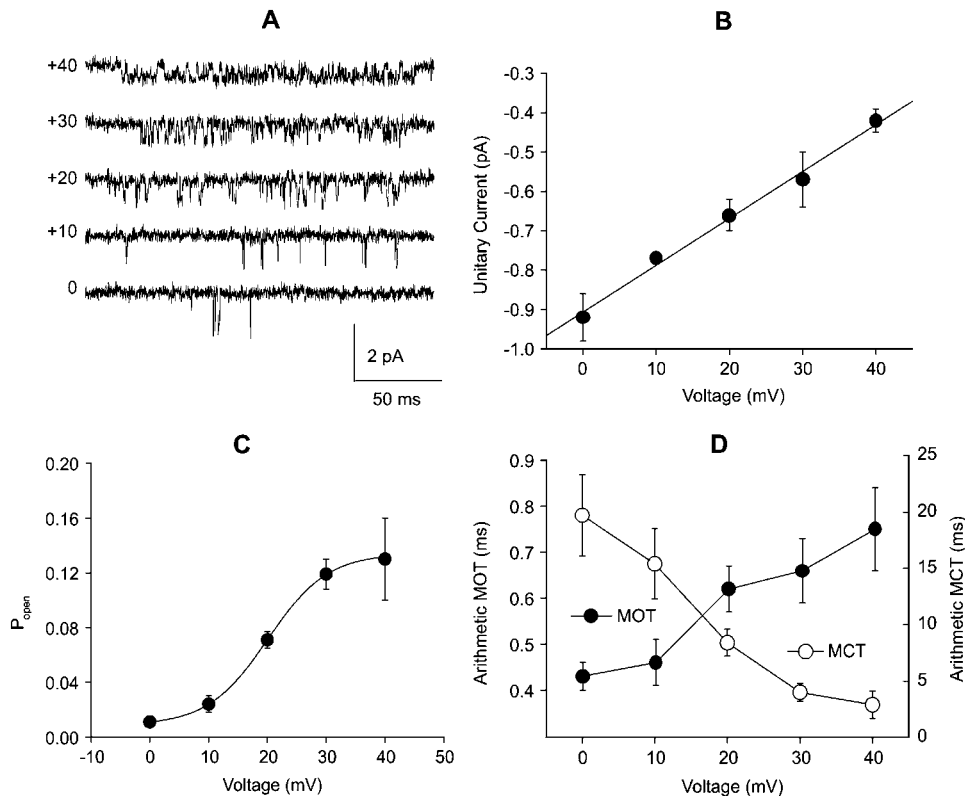 A
+40
+30
+20
+10
0
2 pA
50 ms
B
Unitary Current (pA)
-0.3
-0.4
-0.5
-0.6
-0.7
-0.8
-0.9
-1.0
0 10 20 30 40
Voltage (mV)
C
Popen
0.20
0.16
0.12
0.08
0.04
0.00
-10 0 10 20 30 40 50
Voltage (mV)
D
Arithmetic MOT (ms)
0.9
0.8
0.7
0.6
0.5
0.4
MOT
MCT
25
20
15
10
5
0
Arithmetic MCT (ms)
0 10 20 30 40
Voltage (mV)